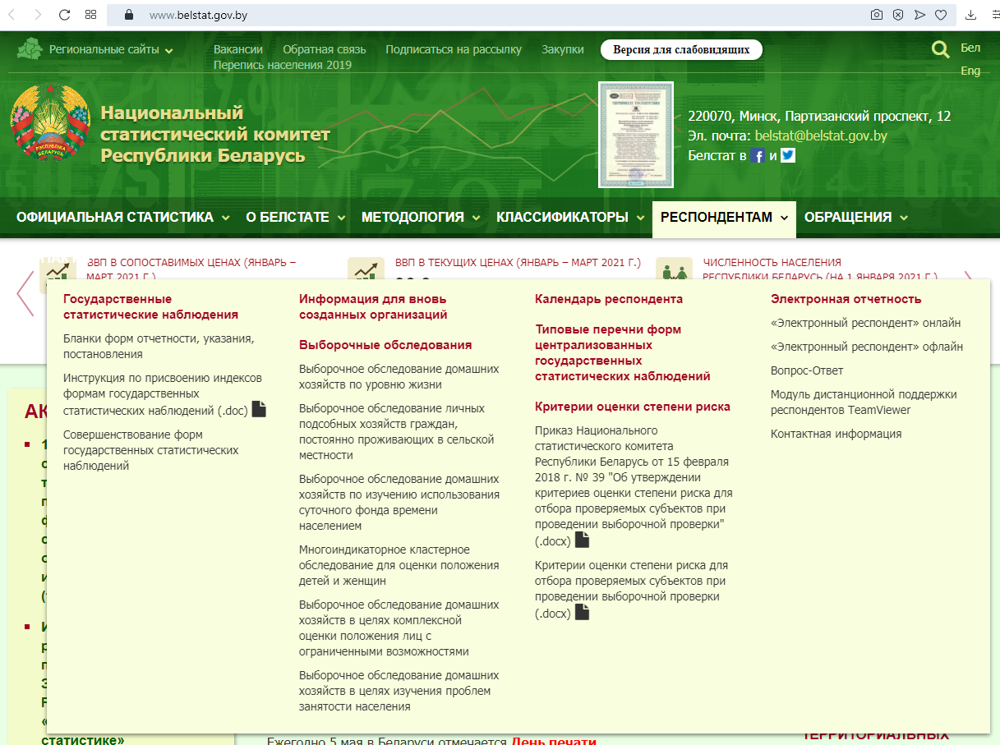 www.belstat.gov.by
Региональные сайты
Вакансии Обратная связь Подписаться на рассылку Закупки
Перепись населения 2019
Версия для слабовидящих
Бел
Eng
Национальный
статистический комитет
Республики Беларусь
РЭСПУБЛІКА
БЕЛАРУСЬ
220070, Минск, Партизанский проспект, 12
Эл. почта: belstat@belstat.gov.by
Белстат в f и
ОФИЦИАЛЬНАЯ СТАТИСТИКА О БЕЛСТАТЕ МЕТОДОЛОГИЯ КЛАССИФИКАТОРЫ РЕСПОНДЕНТАМ ОБРАЩЕНИЯ
ВВП В СОПОСТАВИМЫХ ЦЕНАХ (ЯНВАРЬ –
МАРТ 2021 Г.)
ВВП В ТЕКУЩИХ ЦЕНАХ (ЯНВАРЬ – МАРТ 2021 Г.)
ЧИСЛЕННОСТЬ НАСЕЛЕНИЯ
РЕСПУБЛИКИ БЕЛАРУСЬ (НА 1 ЯНВАРЯ 2021 Г.)
Государственные
статистические наблюдения
Бланки форм отчетности, указания,
постановления
Инструкция по присвоению индексов
формам государственных
статистических наблюдений (.doc)
Совершенствование форм
государственных статистических
наблюдений
Информация для вновь
созданных организаций
Выборочные обследования
Выборочное обследование домашних
хозяйств по уровню жизни
Выборочное обследование личных
подсобных хозяйств граждан,
постоянно проживающих в сельской
местности
Выборочное обследование домашних
хозяйств по изучению использования
суточного фонда времени
населением
Многоиндикаторное кластерное
обследование для оценки положения
детей и женщин
Выборочное обследование домашних
хозяйств в целях комплексной
оценки положения лиц с
ограниченными возможностями
Выборочное обследование домашних
хозяйств в целях изучения проблем
занятости населения
Календарь респондента
Типовые перечни форм
централизованных
государственных
статистических наблюдений
Критерии оценки степени риска
Приказ Национального
статистического комитета
Республики Беларусь от 15 февраля
2018 г. № 39 "Об утверждении
критериев оценки степени риска для
отбора проверяемых субъектов при
проведении выборочной проверки"
(.docx)
Критерии оценки степени риска для
отбора проверяемых субъектов при
проведении выборочной проверки
(.docx)
Электронная отчетность
«Электронный респондент» онлайн
«Электронный респондент» офлайн
Вопрос-Ответ
Модуль дистанционной поддержки
респондентов TeamViewer
Контактная информация
статистике»
Ежегодно 5 мая в Беларуси отмечается День печати
ТЕРРИТОРИАЛЬНЫХ